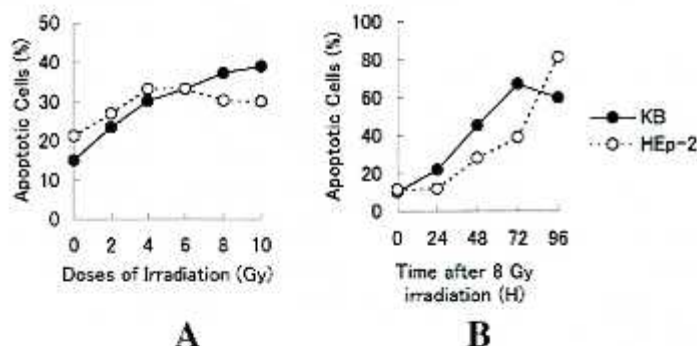 Apoptotic Cells (%)
50
40
30
20
10
0
0 2 4 6 8 10
Doses of Irradiation (Gy)
A
Apoptotic Cells (%)
100
80
60
40
20
0
0 24 48 72 96
Time after 8 Gy
irradiation (H)
B
KB
HEp-2